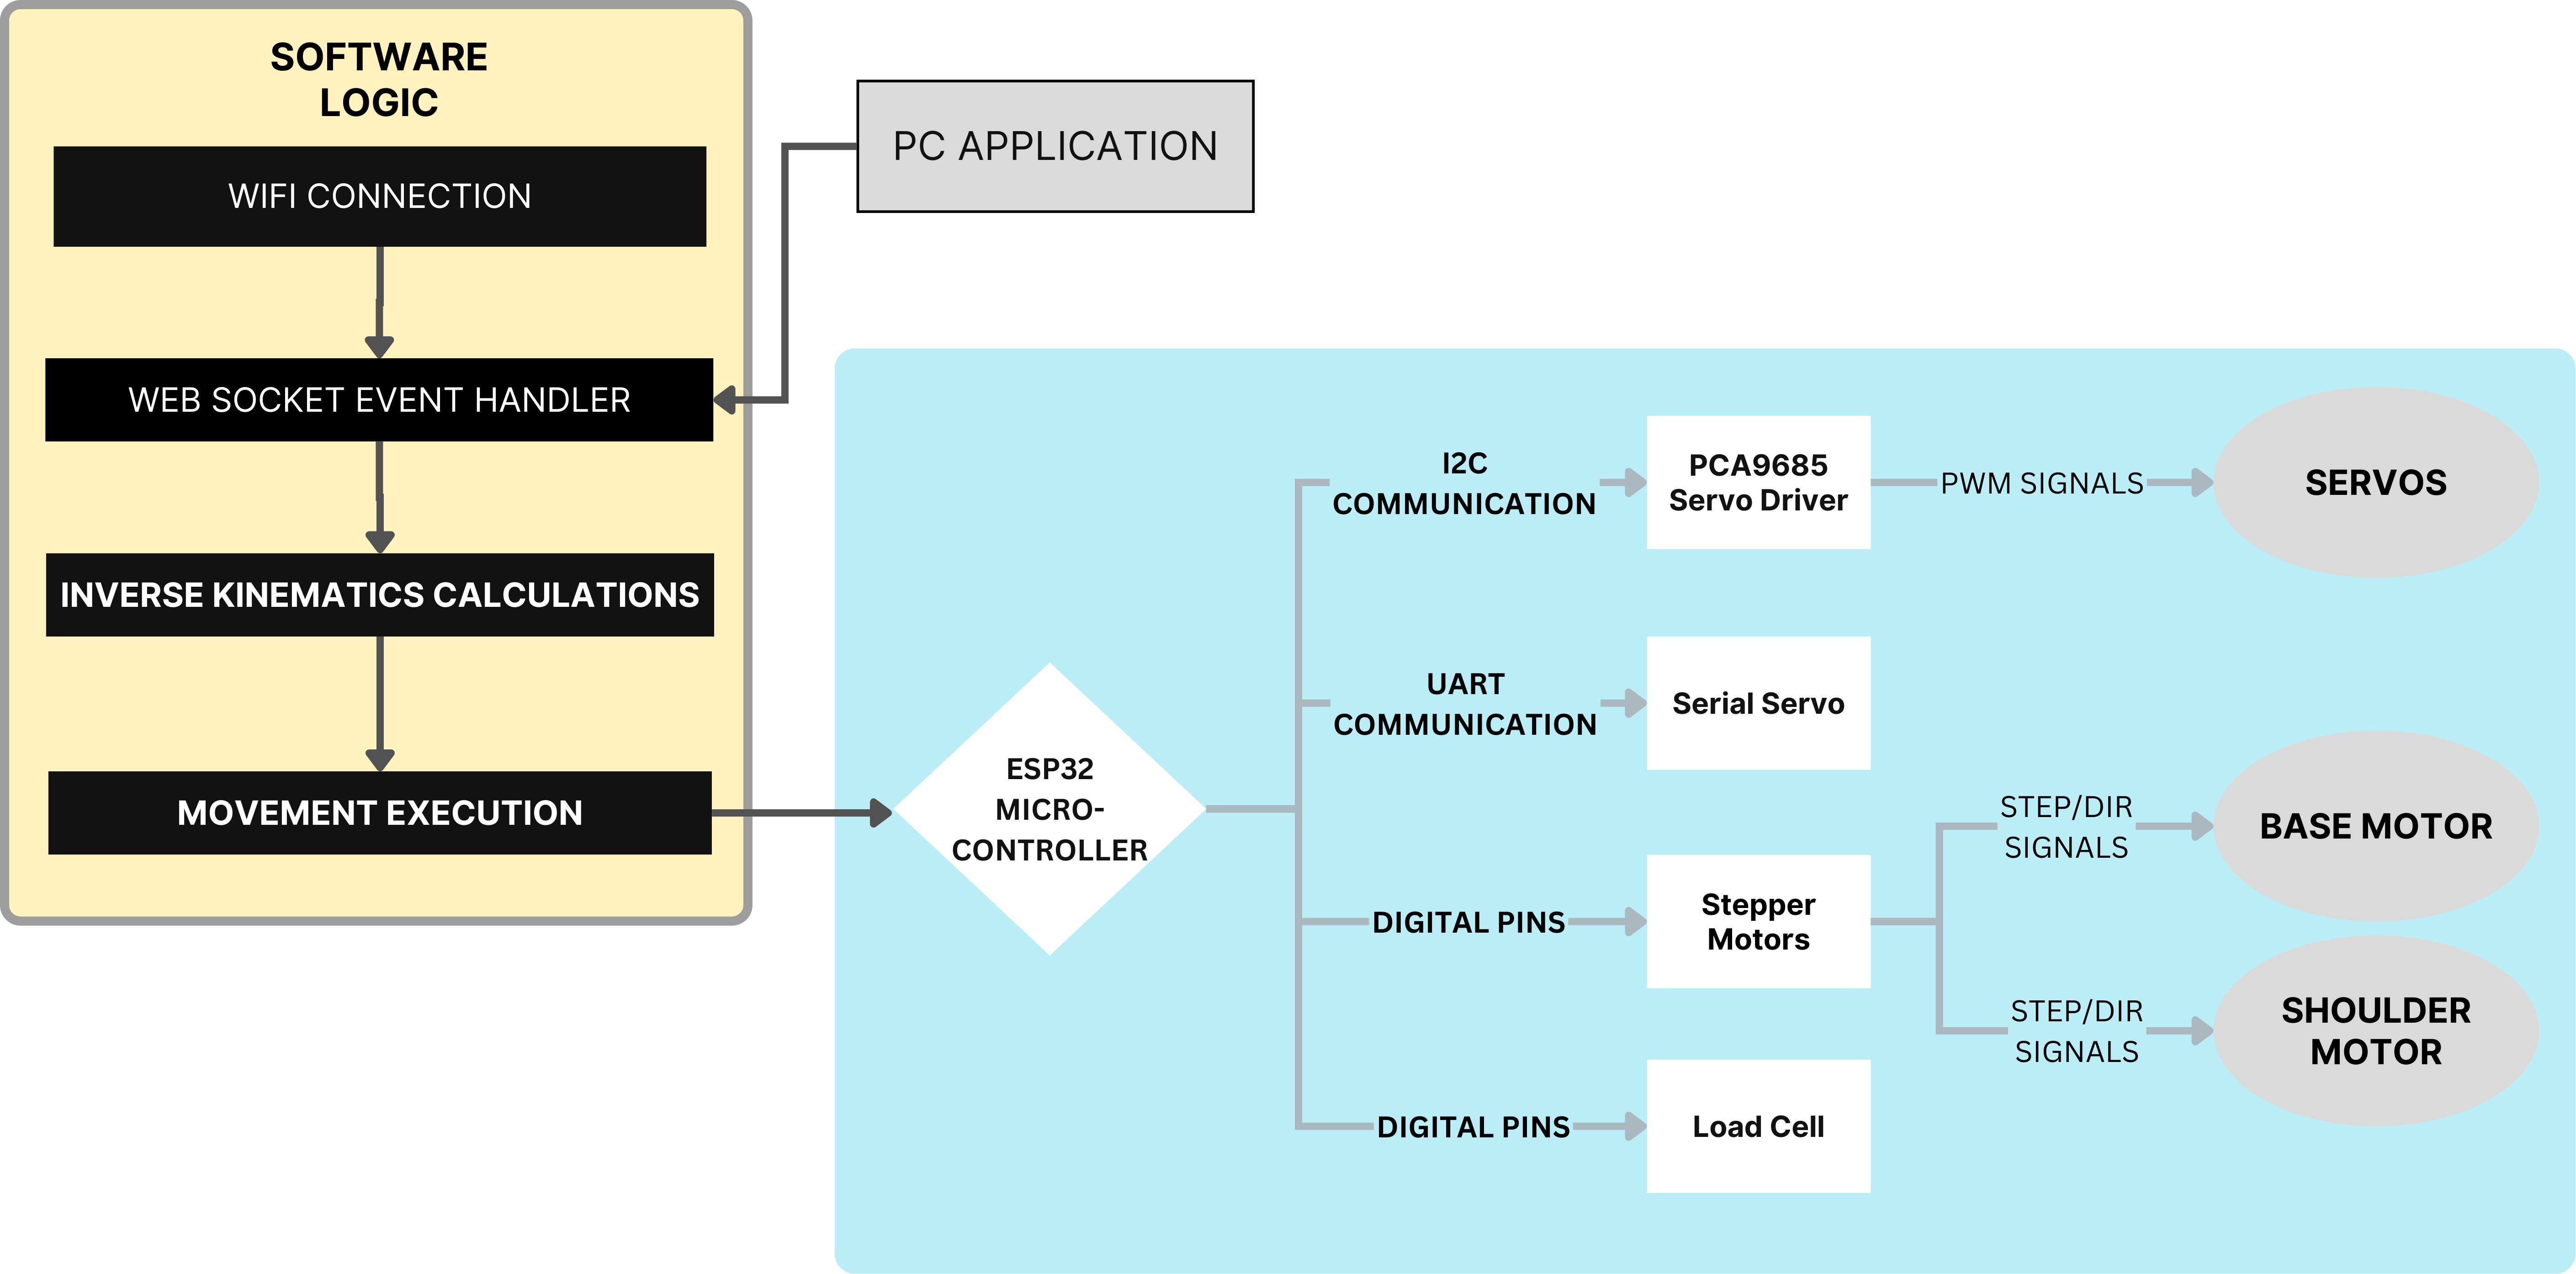 SOFTWARE
LOGIC
WIFI CONNECTION
WEB SOCKET EVENT HANDLER
INVERSE KINEMATICS CALCULATIONS
MOVEMENT EXECUTION
PC APPLICATION
ESP32
MICRO-
CONTROLLER
I2C
COMMUNICATION
PCA9685
Servo Driver
PWM SIGNALS
SERVOS
UART
COMMUNICATION
Serial Servo
DIGITAL PINS
Stepper
Motors
STEP/DIR
SIGNALS
BASE MOTOR
STEP/DIR
SIGNALS
SHOULDER
MOTOR
DIGITAL PINS
Load Cell